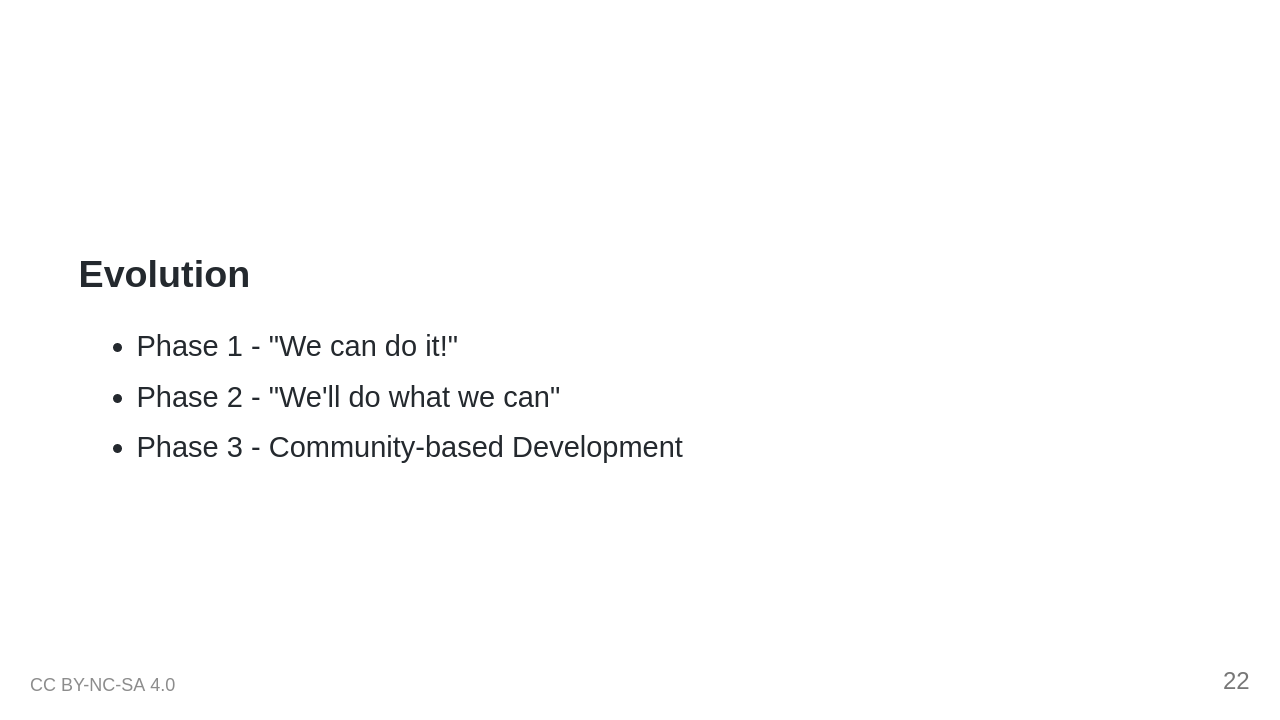 Evolution
• Phase 1 - "We can do it!"
• Phase 2 - "We'll do what we can"
• Phase 3 - Community-based Development
CC BY-NC-SA 4.0
22